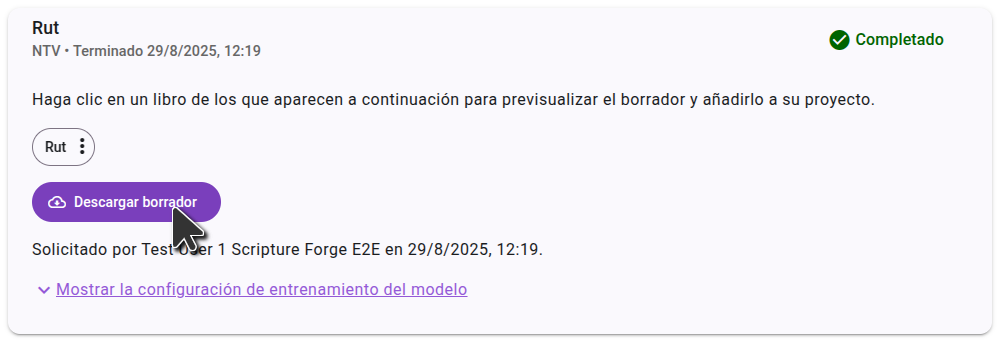 Rut
NTV • Terminado 29/8/2025, 12:19
Completado
Haga clic en un libro de los que aparecen a continuación para previsualizar el borrador y añadirlo a su proyecto.
Rut
Descargar borrador
Solicitado por Test User 1 Scripture Forge E2E en 29/8/2025, 12:19.
Mostrar la configuración de entrenamiento del modelo